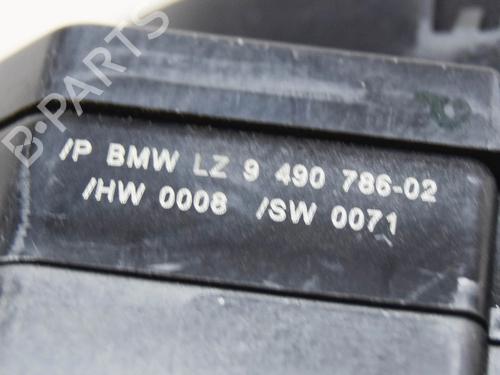 B·PARTS
/P BMW LZ 9 490 786-02
/HW 0008 /SW 0071